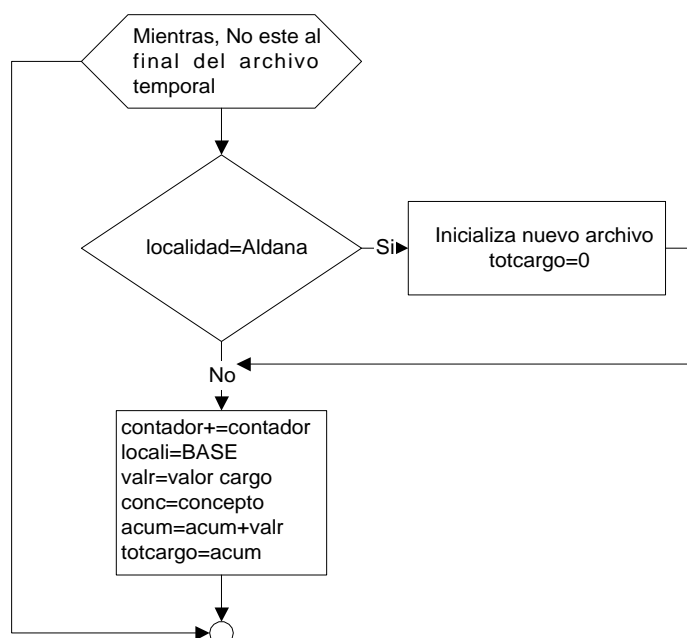 Mientras, No este al
final del archivo
temporal
localidad=Aldana
Si
Inicializa nuevo archivo
totcargo=0
No
contador+=contador
locali=BASE
valr=valor cargo
conc=concepto
acum=acum+valr
totcargo=acum